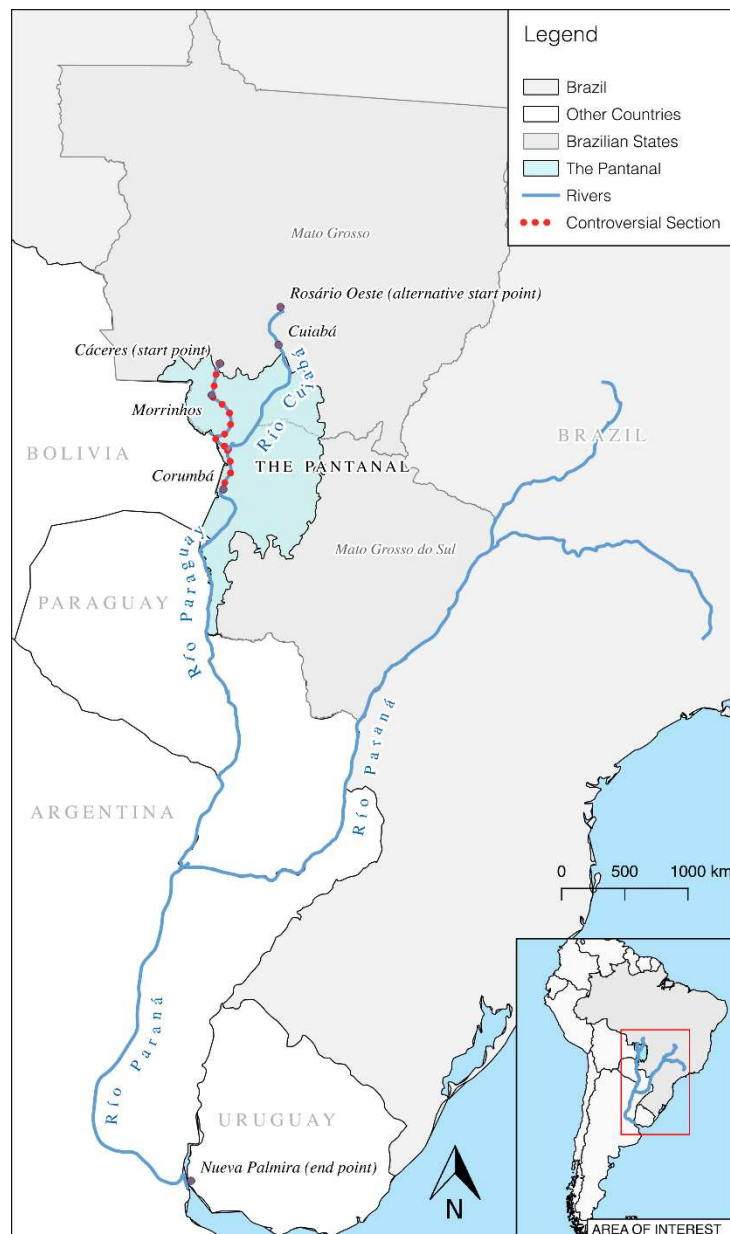 Legend
Brazil
Other Countries
Brazilian States
The Pantanal
Rivers
Controversial Section
Mato Grosso
Rosário Oeste (alternative start point)
Cuiabá
Cáceres (start point)
Río Cuiabá
Morrinhos
BRAZIL
BOLIVIA
THE PANTANAL
Corumbá
Mato Grosso do Sul
Río Paraguay
PARAGUAY
Río Paraná
ARGENTINA
0 500 1000 km
Río Paraná
URUGUAY
Nueva Palmira (end point)
N
AREA OF INTEREST